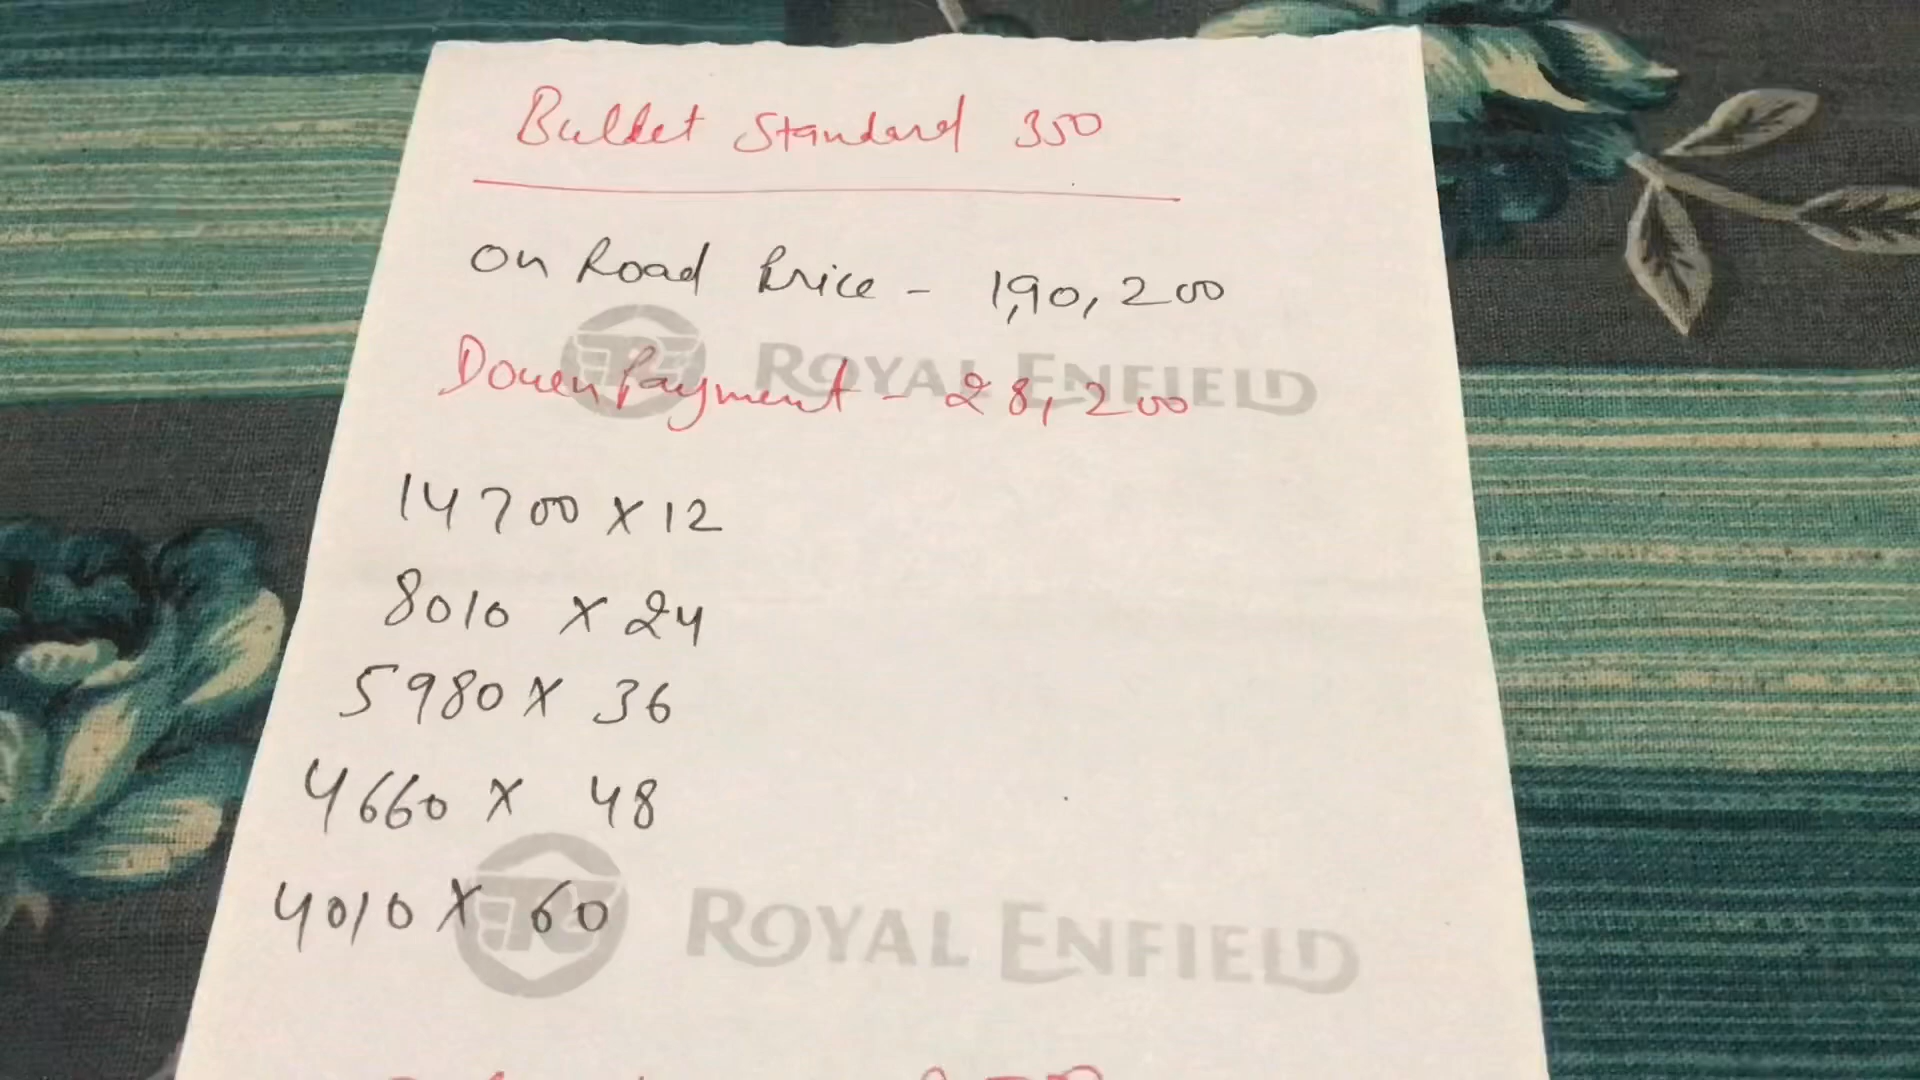 Bullet Standard 350
On Road Price - 1,90,200
ROYAL ENFIELD
Down Payment - 28,200
14700 X 12
8010 X 24
5980 X 36
4660 X 48
4010 X 60
ROYAL ENFIELD